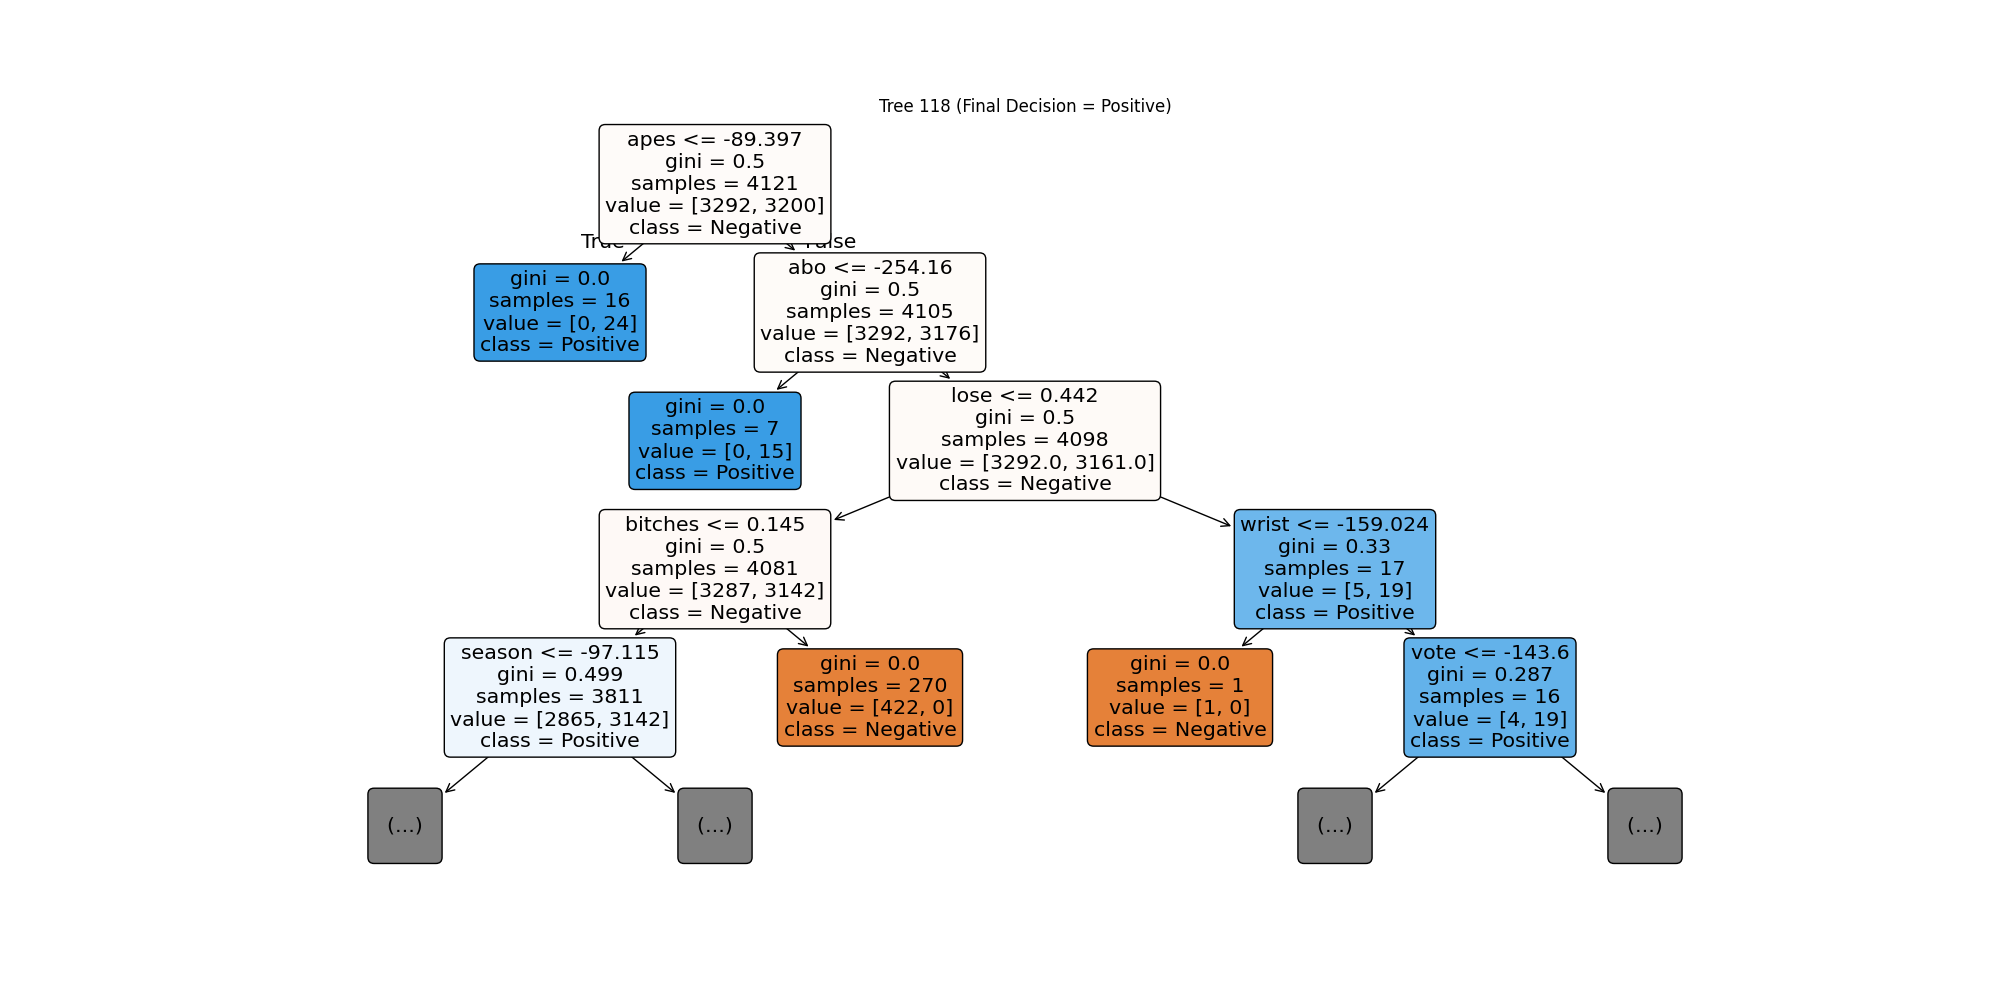 Tree 118 (Final Decision = Positive)
apes <= -89.397
gini = 0.5
samples = 4121
value = [3292, 3200]
class = Negative
True
False
gini = 0.0
samples = 16
value = [0, 24]
class = Positive
abo <= -254.16
gini = 0.5
samples = 4105
value = [3292, 3176]
class = Negative
gini = 0.0
samples = 7
value = [0, 15]
class = Positive
lose <= 0.442
gini = 0.5
samples = 4098
value = [3292.0, 3161.0]
class = Negative
bitches <= 0.145
gini = 0.5
samples = 4081
value = [3287, 3142]
class = Negative
wrist <= -159.024
gini = 0.33
samples = 17
value = [5, 19]
class = Positive
season <= -97.115
gini = 0.499
samples = 3811
value = [2865, 3142]
class = Positive
gini = 0.0
samples = 270
value = [422, 0]
class = Negative
gini = 0.0
samples = 1
value = [1, 0]
class = Negative
vote <= -143.6
gini = 0.287
samples = 16
value = [4, 19]
class = Positive
(...)
(...)
(...)
(...)